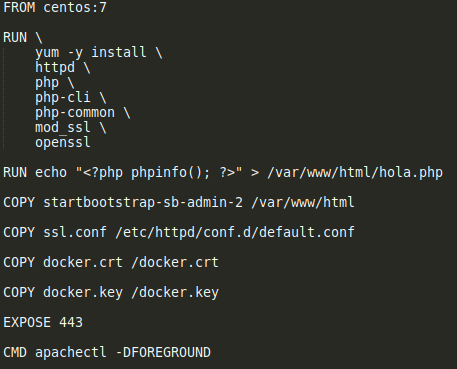 FROM centos:7
RUN \
yum -y install \
httpd \
php \
php-cli \
php-common \
mod_ssl \
openssl
RUN echo "<?php phpinfo(); ?>" > /var/www/html/hola.php
COPY startbootstrap-sb-admin-2 /var/www/html
COPY ssl.conf /etc/httpd/conf.d/default.conf
COPY docker.crt /docker.crt
COPY docker.key /docker.key
EXPOSE 443
CMD apachectl -DFOREGROUND